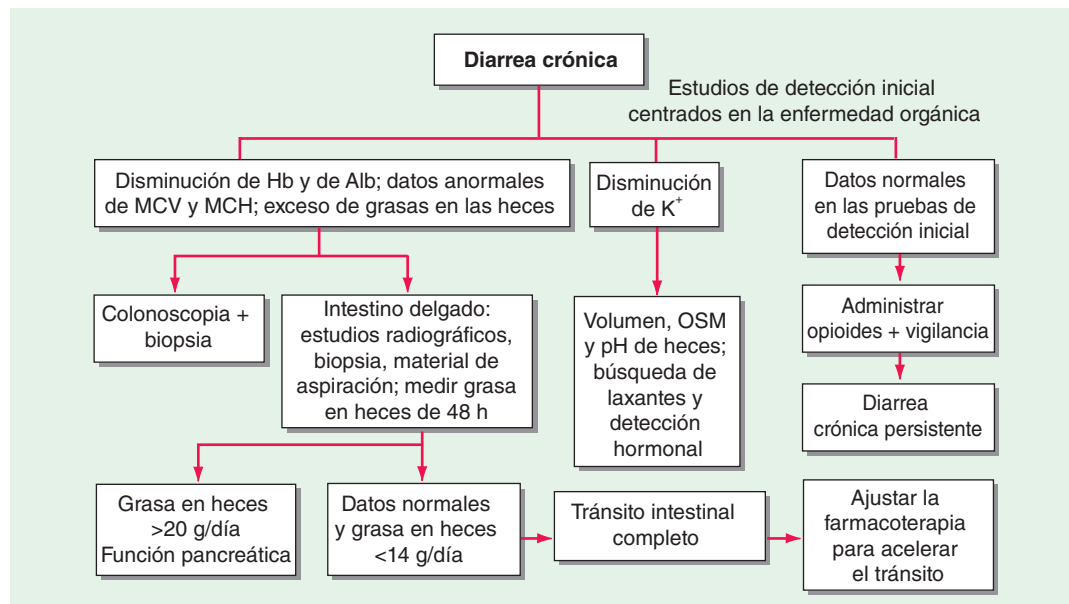 Diarrea crónica
Estudios de detección inicial
centrados en la enfermedad orgánica
Disminución de Hb y de Alb; datos anormales
de MCV y MCH; exceso de grasas en las heces
Disminución
de K⁺
Datos normales
en las pruebas de
detección inicial
Colonoscopia +
biopsia
Intestino delgado:
estudios radiográficos,
biopsia, material de
aspiración; medir grasa
en heces de 48 h
Volumen, OSM
y pH de heces;
búsqueda de
laxantes y
detección
hormonal
Administrar
opioides + vigilancia
Diarrea
crónica persistente
Grasa en heces
>20 g/día
Función pancreática
Datos normales
y grasa en heces
<14 g/día
Tránsito intestinal
completo
Ajustar la
farmacoterapia
para acelerar
el tránsito